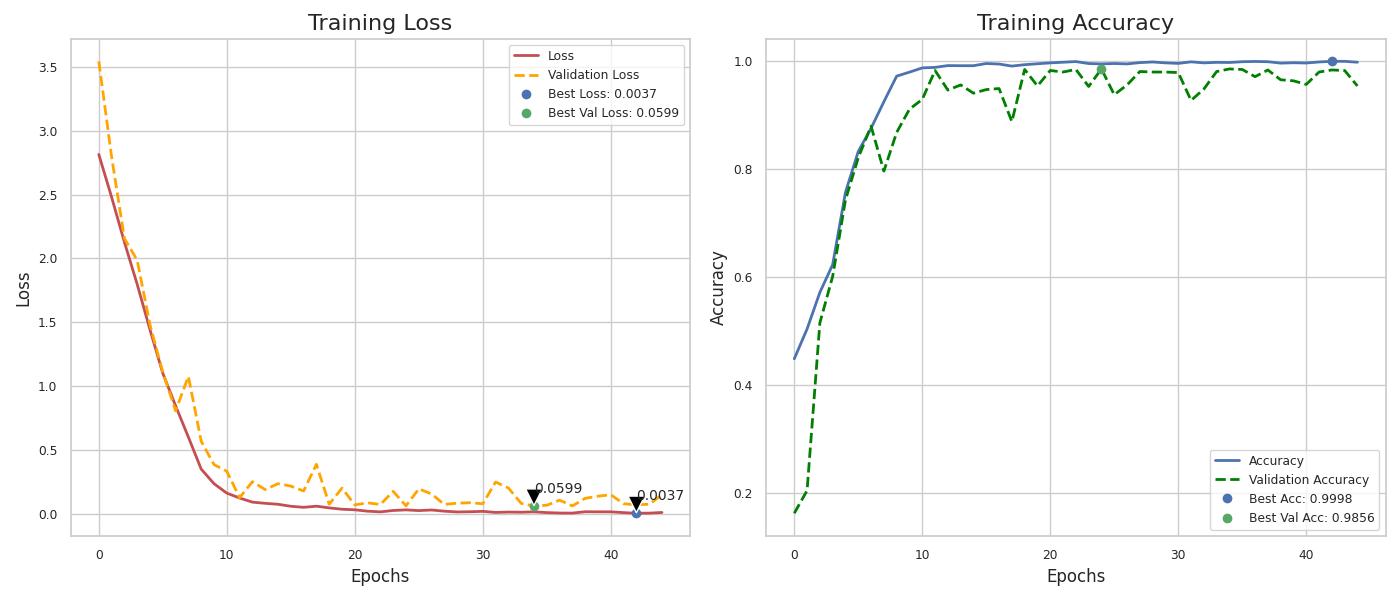 Training Loss
Loss
Validation Loss
Best Loss: 0.0037
Best Val Loss: 0.0599
3.5
3.0
2.5
2.0
1.5
1.0
0.5
0.0
Loss
0.0599
0.0037
0
10
20
30
40
Epochs
Training Accuracy
1.0
0.8
0.6
0.4
0.2
Accuracy
Accuracy
Validation Accuracy
Best Acc: 0.9998
Best Val Acc: 0.9856
0
10
20
30
40
Epochs